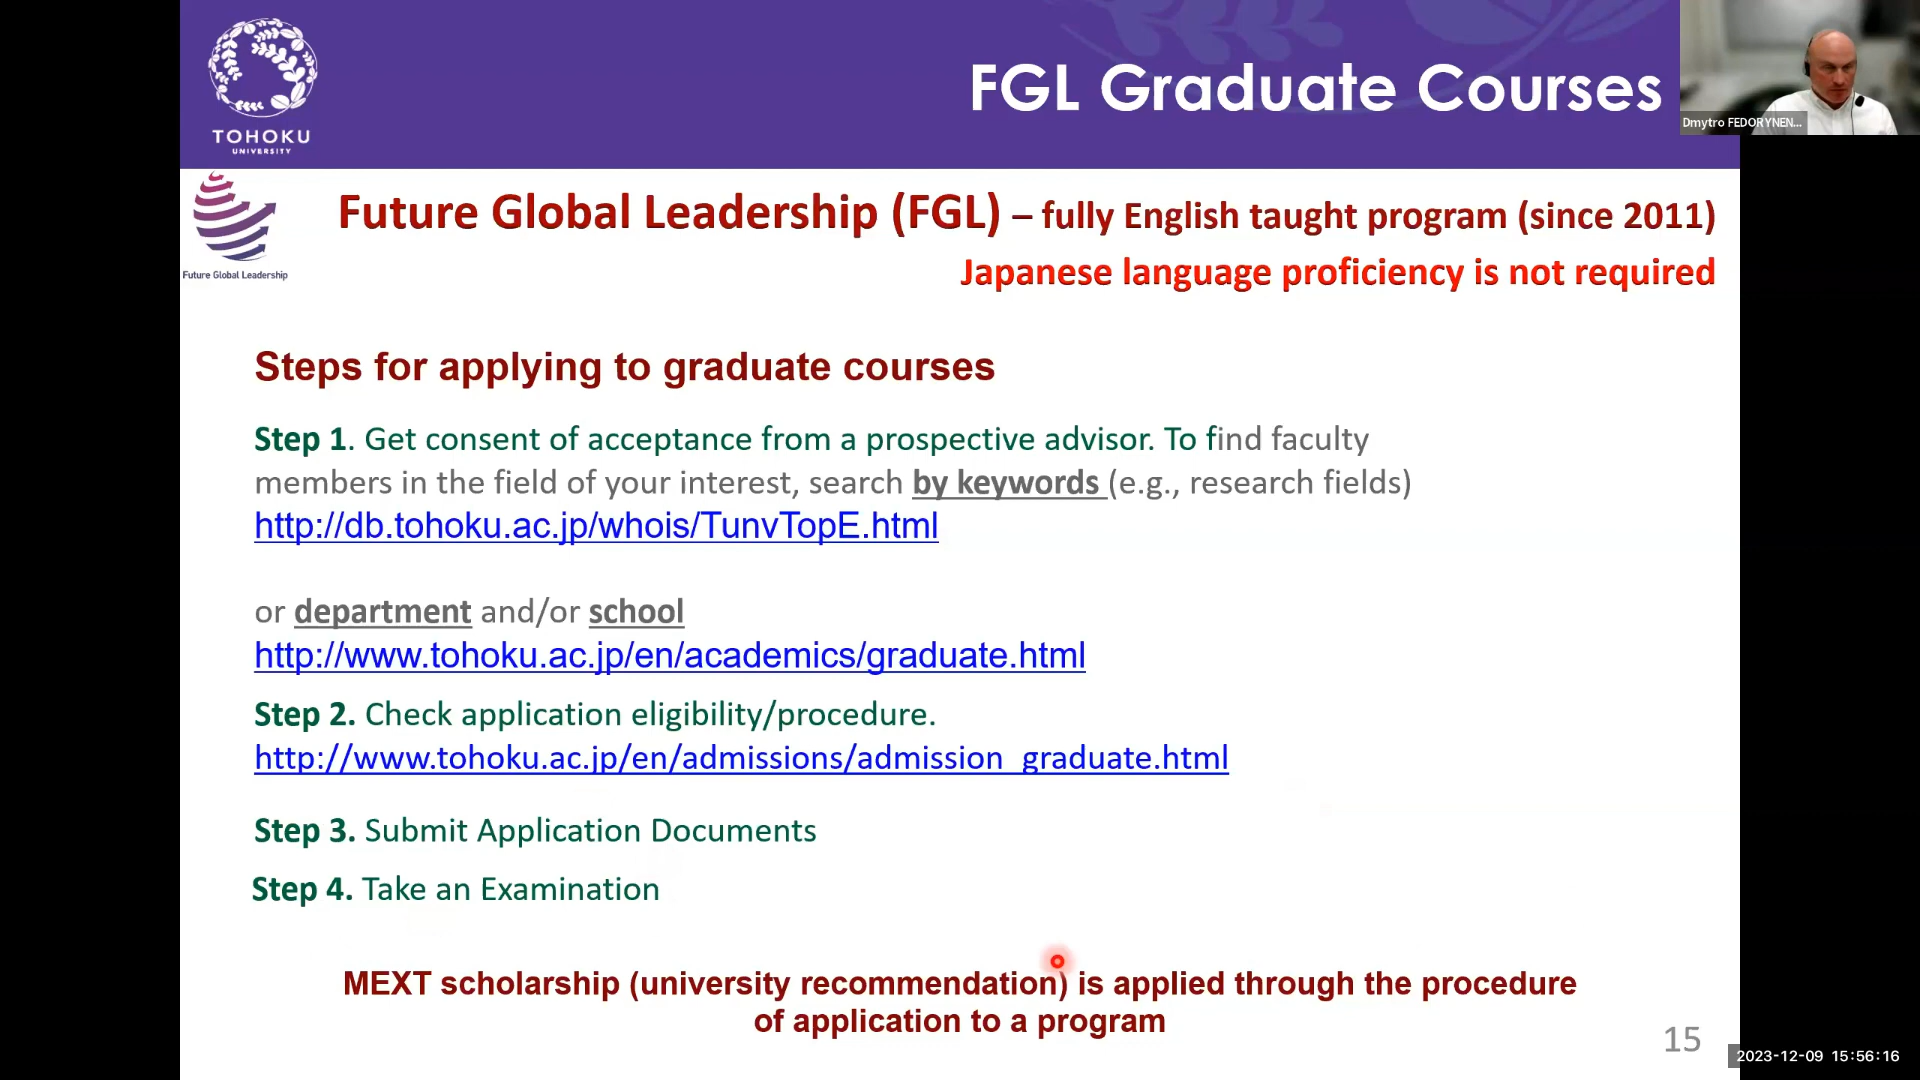 TOHOKU
UNIVERSITY
FGL Graduate Courses
Dmytro FEDORYNEN...
Future Global Leadership
Future Global Leadership (FGL) – fully English taught program (since 2011)
Japanese language proficiency is not required
Steps for applying to graduate courses
Step 1. Get consent of acceptance from a prospective advisor. To find faculty
members in the field of your interest, search by keywords (e.g., research fields)
http://db.tohoku.ac.jp/whois/TunvTopE.html
or department and/or school
http://www.tohoku.ac.jp/en/academics/graduate.html
Step 2. Check application eligibility/procedure.
http://www.tohoku.ac.jp/en/admissions/admission_graduate.html
Step 3. Submit Application Documents
Step 4. Take an Examination
MEXT scholarship (university recommendation) is applied through the procedure
of application to a program
15
2023-12-09 15:56:16